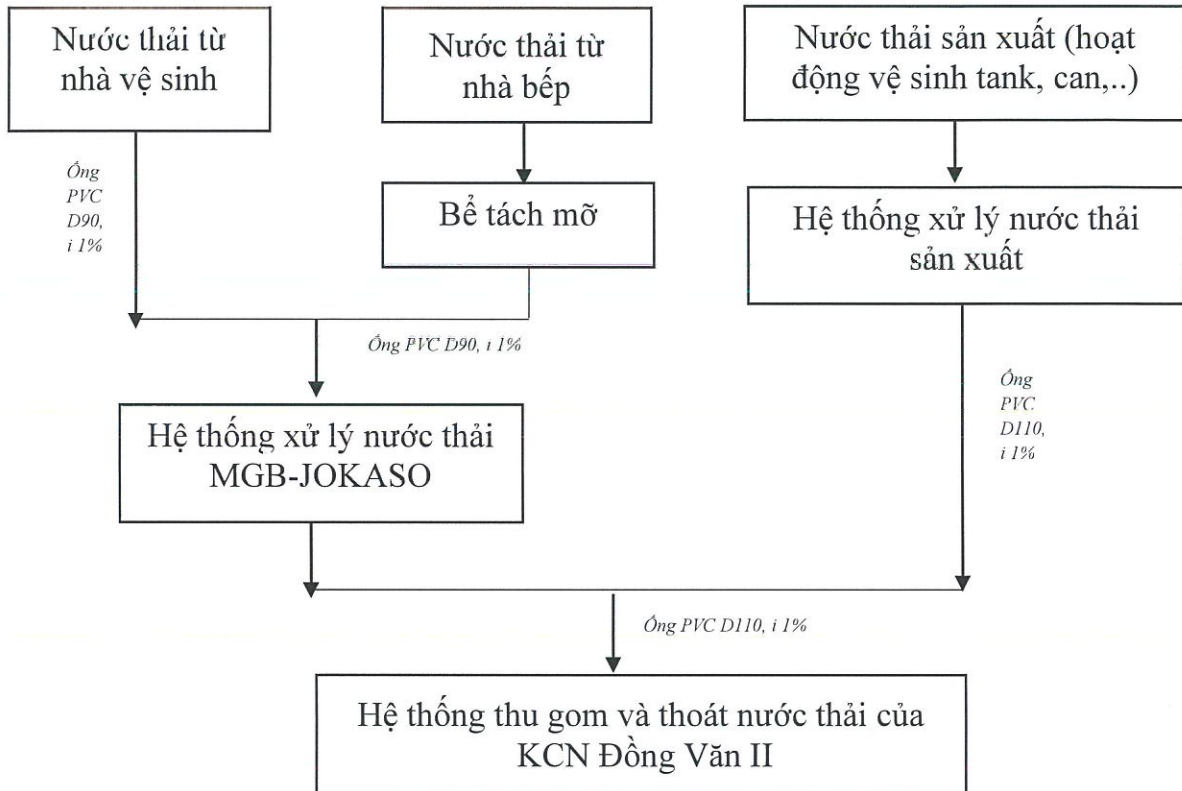 Nước thải từ
nhà vệ sinh
Nước thải từ
nhà bếp
Nước thải sản xuất (hoạt
động vệ sinh tank, can,..)
Ống
PVC
D90,
i 1%
Bể tách mỡ
Hệ thống xử lý nước thải
sản xuất
Ống PVC D90, i 1%
Hệ thống xử lý nước thải
MGB-JOKASO
Ống
PVC
D110,
i 1%
Ống PVC D110, i 1%
Hệ thống thu gom và thoát nước thải của
KCN Đồng Văn II